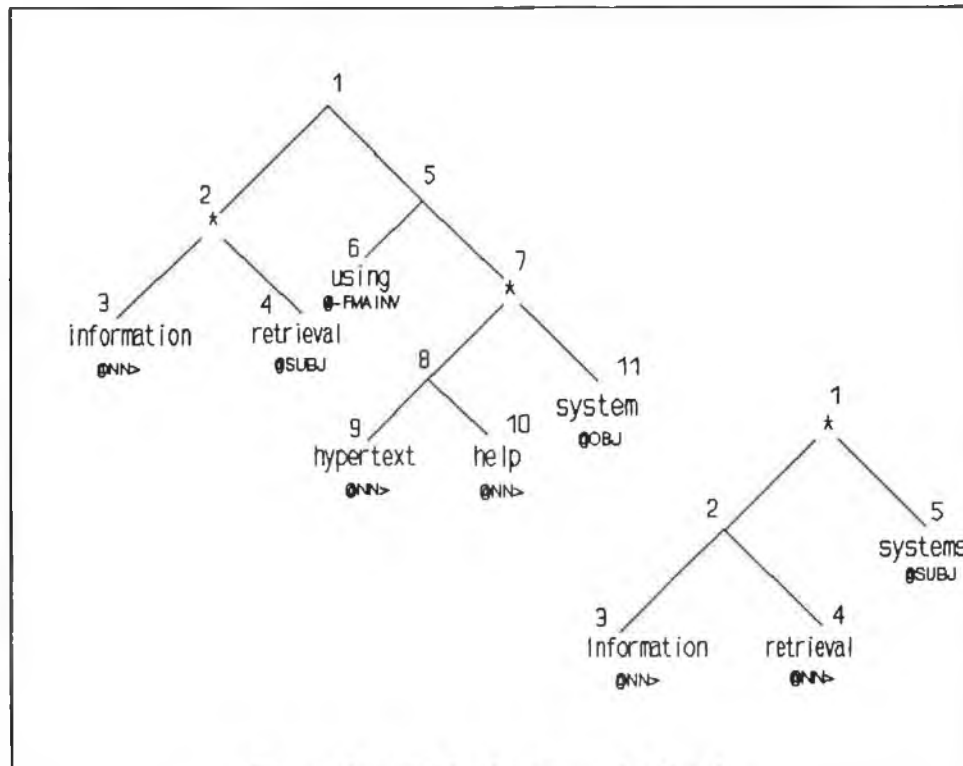 1
2
*
5
6
using
@-FMAINV
7
*
3
information
@NN>
4
retrieval
@SUBJ
8
11
system
@OBJ
9
hypertext
@NN>
10
help
@NN>
1
*
2
5
systems
@SUBJ
3
Information
@NN>
4
retrieval
@NN>